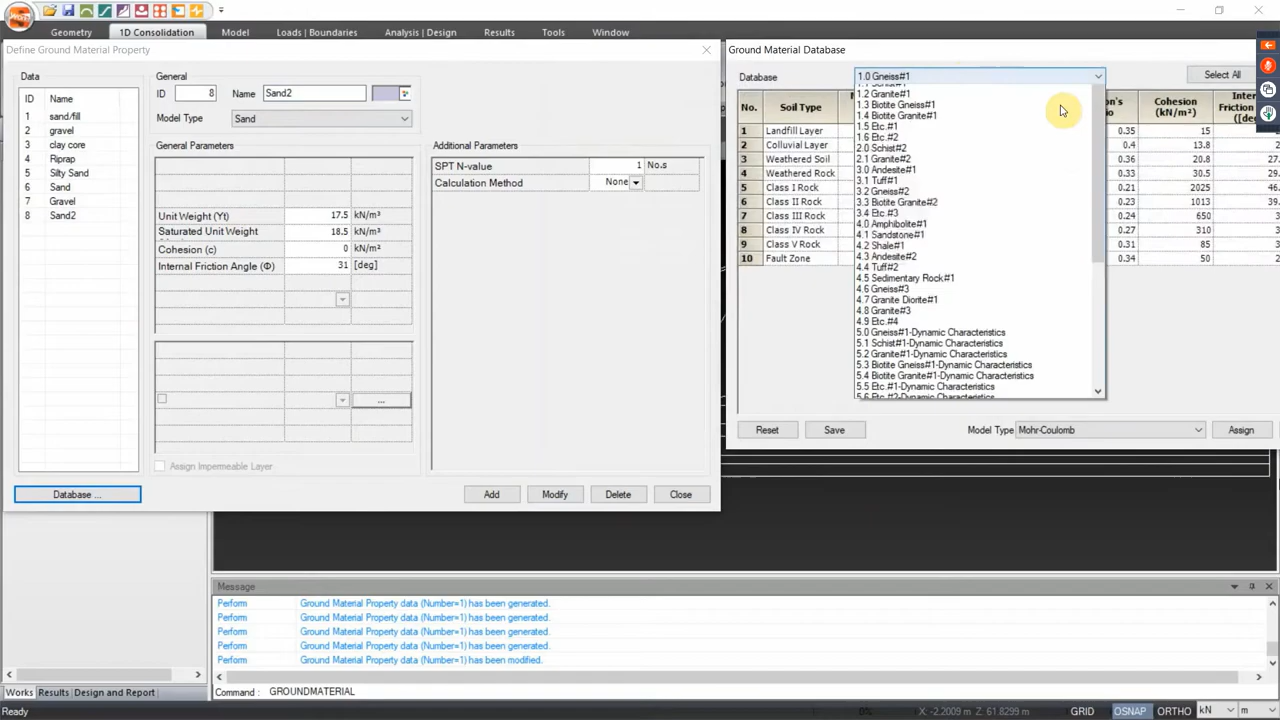 Geometry
1D Consolidation
Model
Loads | Boundaries
Analysis | Design
Results
Tools
Window
Define Ground Material Property
Data
ID Name
1 sand/fill
2 gravel
3 clay core
4 Riprap
5 Silty Sand
6 Sand
7 Gravel
8 Sand2
Database ...
General
ID 8 Name Sand2
Model Type Sand
General Parameters
Unit Weight (Yt) 17.5 kN/m³
Saturated Unit Weight 18.5 kN/m³
Cohesion (c) 0 kN/m²
Internal Friction Angle (Φ) 31 [deg]
...
Assign Impermeable Layer
Additional Parameters
SPT N-value 1 No.s
Calculation Method None
Add
Modify
Delete
Close
Ground Material Database
Database 1.0 Gneiss#1
Select All
No. Soil Type
Cohesion
(kN/m²)
Friction
1 Landfill Layer 0.35 15
2 Colluvial Layer 0.4 13.8
3 Weathered Soil 0.36 20.8
4 Weathered Rock 0.33 30.5
5 Class I Rock 0.21 2025
6 Class II Rock 0.23 1013
7 Class III Rock 0.24 650
8 Class IV Rock 0.27 310
9 Class V Rock 0.31 85
10 Fault Zone 0.34 50
1.2 Granite#1
1.3 Biotite Gneiss#1
1.4 Biotite Granite#1
1.5 Etc.#1
1.6 Etc.#2
2.0 Schist#2
2.1 Granite#2
3.0 Andesite#1
3.1 Tuff#1
3.2 Gneiss#2
3.3 Biotite Granite#2
3.4 Etc.#3
4.0 Amphibolite#1
4.1 Sandstone#1
4.2 Shale#1
4.3 Andesite#2
4.4 Tuff#2
4.5 Sedimentary Rock#1
4.6 Gneiss#3
4.7 Granite Diorite#1
4.8 Granite#3
4.9 Etc.#4
5.0 Gneiss#1-Dynamic Characteristics
5.1 Schist#1-Dynamic Characteristics
5.2 Granite#1-Dynamic Characteristics
5.3 Biotite Granite#1-Dynamic Characteristics
5.4 Biotite Granite#1-Dynamic Characteristics
5.5 Etc.#1-Dynamic Characteristics
5.6 Etc.#2-Dynamic Characteristics
Reset
Save
Model Type Mohr-Coulomb
Assign
Message
Perform Ground Material Property data (Number=1) has been generated.
Perform Ground Material Property data (Number=1) has been generated.
Perform Ground Material Property data (Number=1) has been generated.
Perform Ground Material Property data (Number=1) has been generated.
Perform Ground Material Property data (Number=1) has been modified.
Command : GROUNDMATERIAL
Works
Results
Design and Report
Ready
0%
X: -2.2009 m Z: 61.8299 m
GRID
OSNAP
ORTHO
kN
m